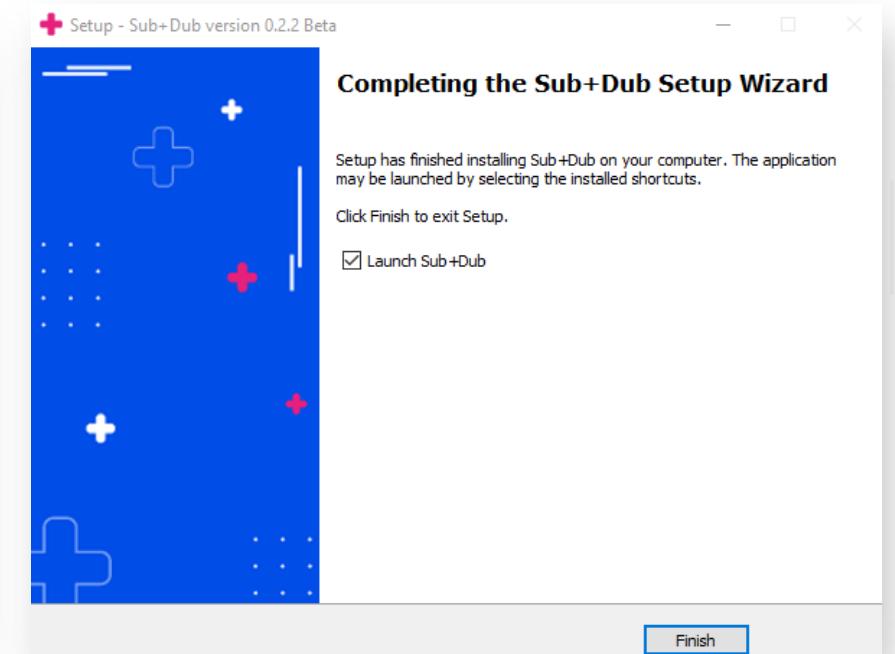 Setup - Sub+Dub version 0.2.2 Beta
Completing the Sub+Dub Setup Wizard
Setup has finished installing Sub+Dub on your computer. The application
may be launched by selecting the installed shortcuts.
Click Finish to exit Setup.
Launch Sub+Dub
Finish